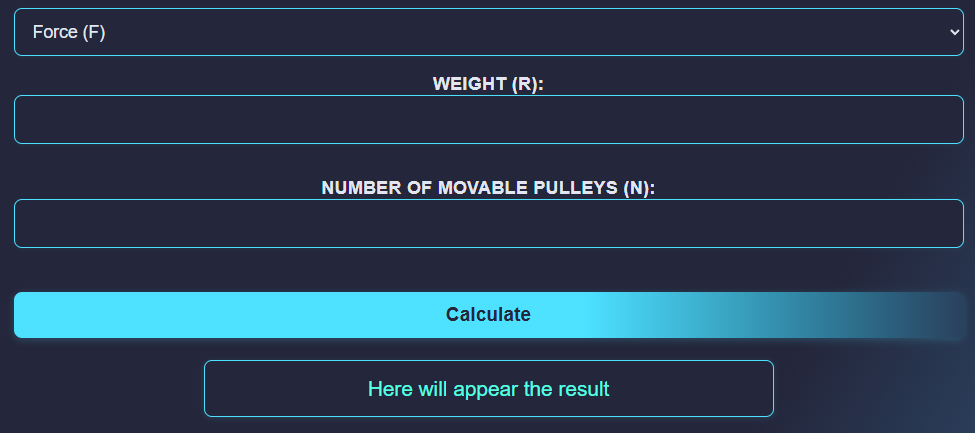 Force (F)
WEIGHT (R):
NUMBER OF MOVABLE PULLEYS (N):
Calculate
Here will appear the result